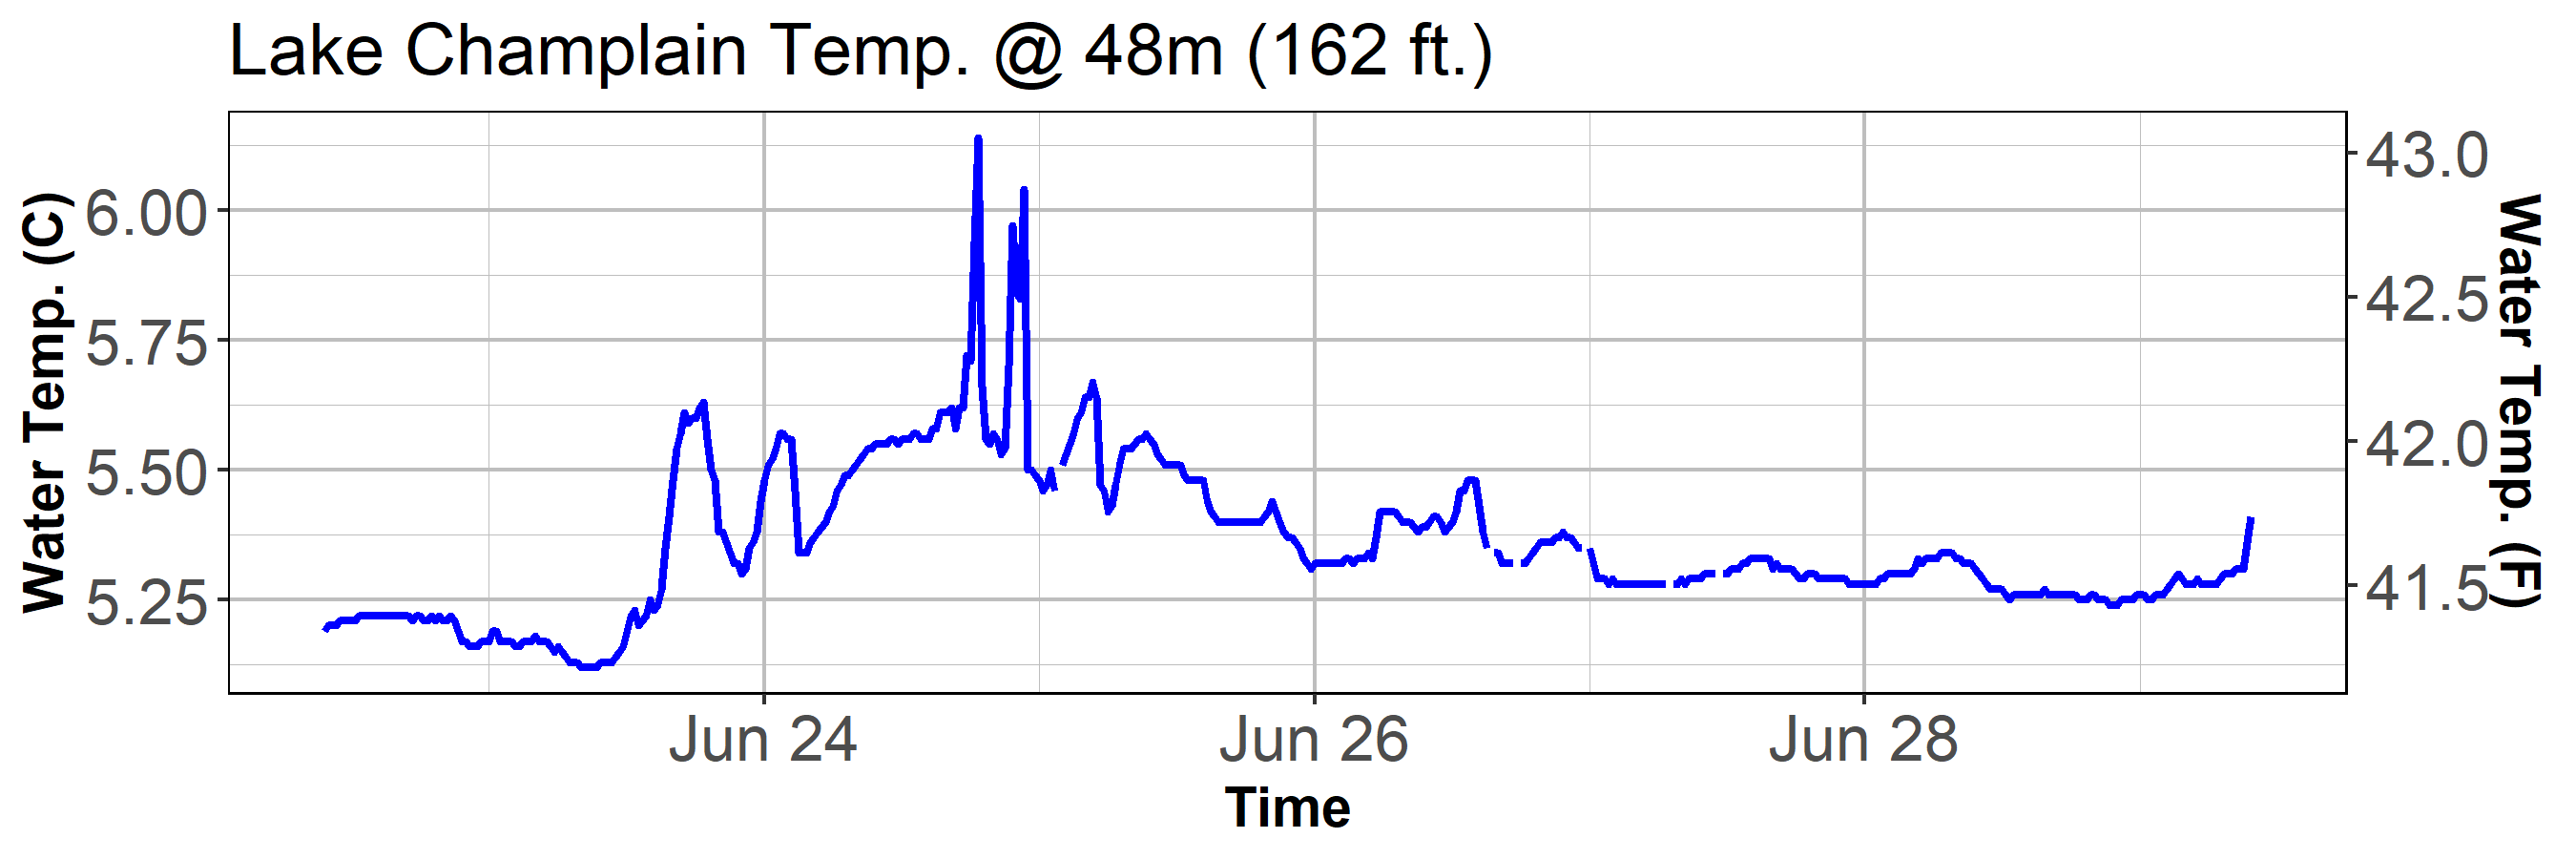 Lake Champlain Temp. @ 48m (162 ft.)
Water Temp. (C)
6.00
5.75
5.50
5.25
43.0
42.5
42.0
41.5
Water Temp. (F)
Jun 24
Jun 26
Jun 28
Time